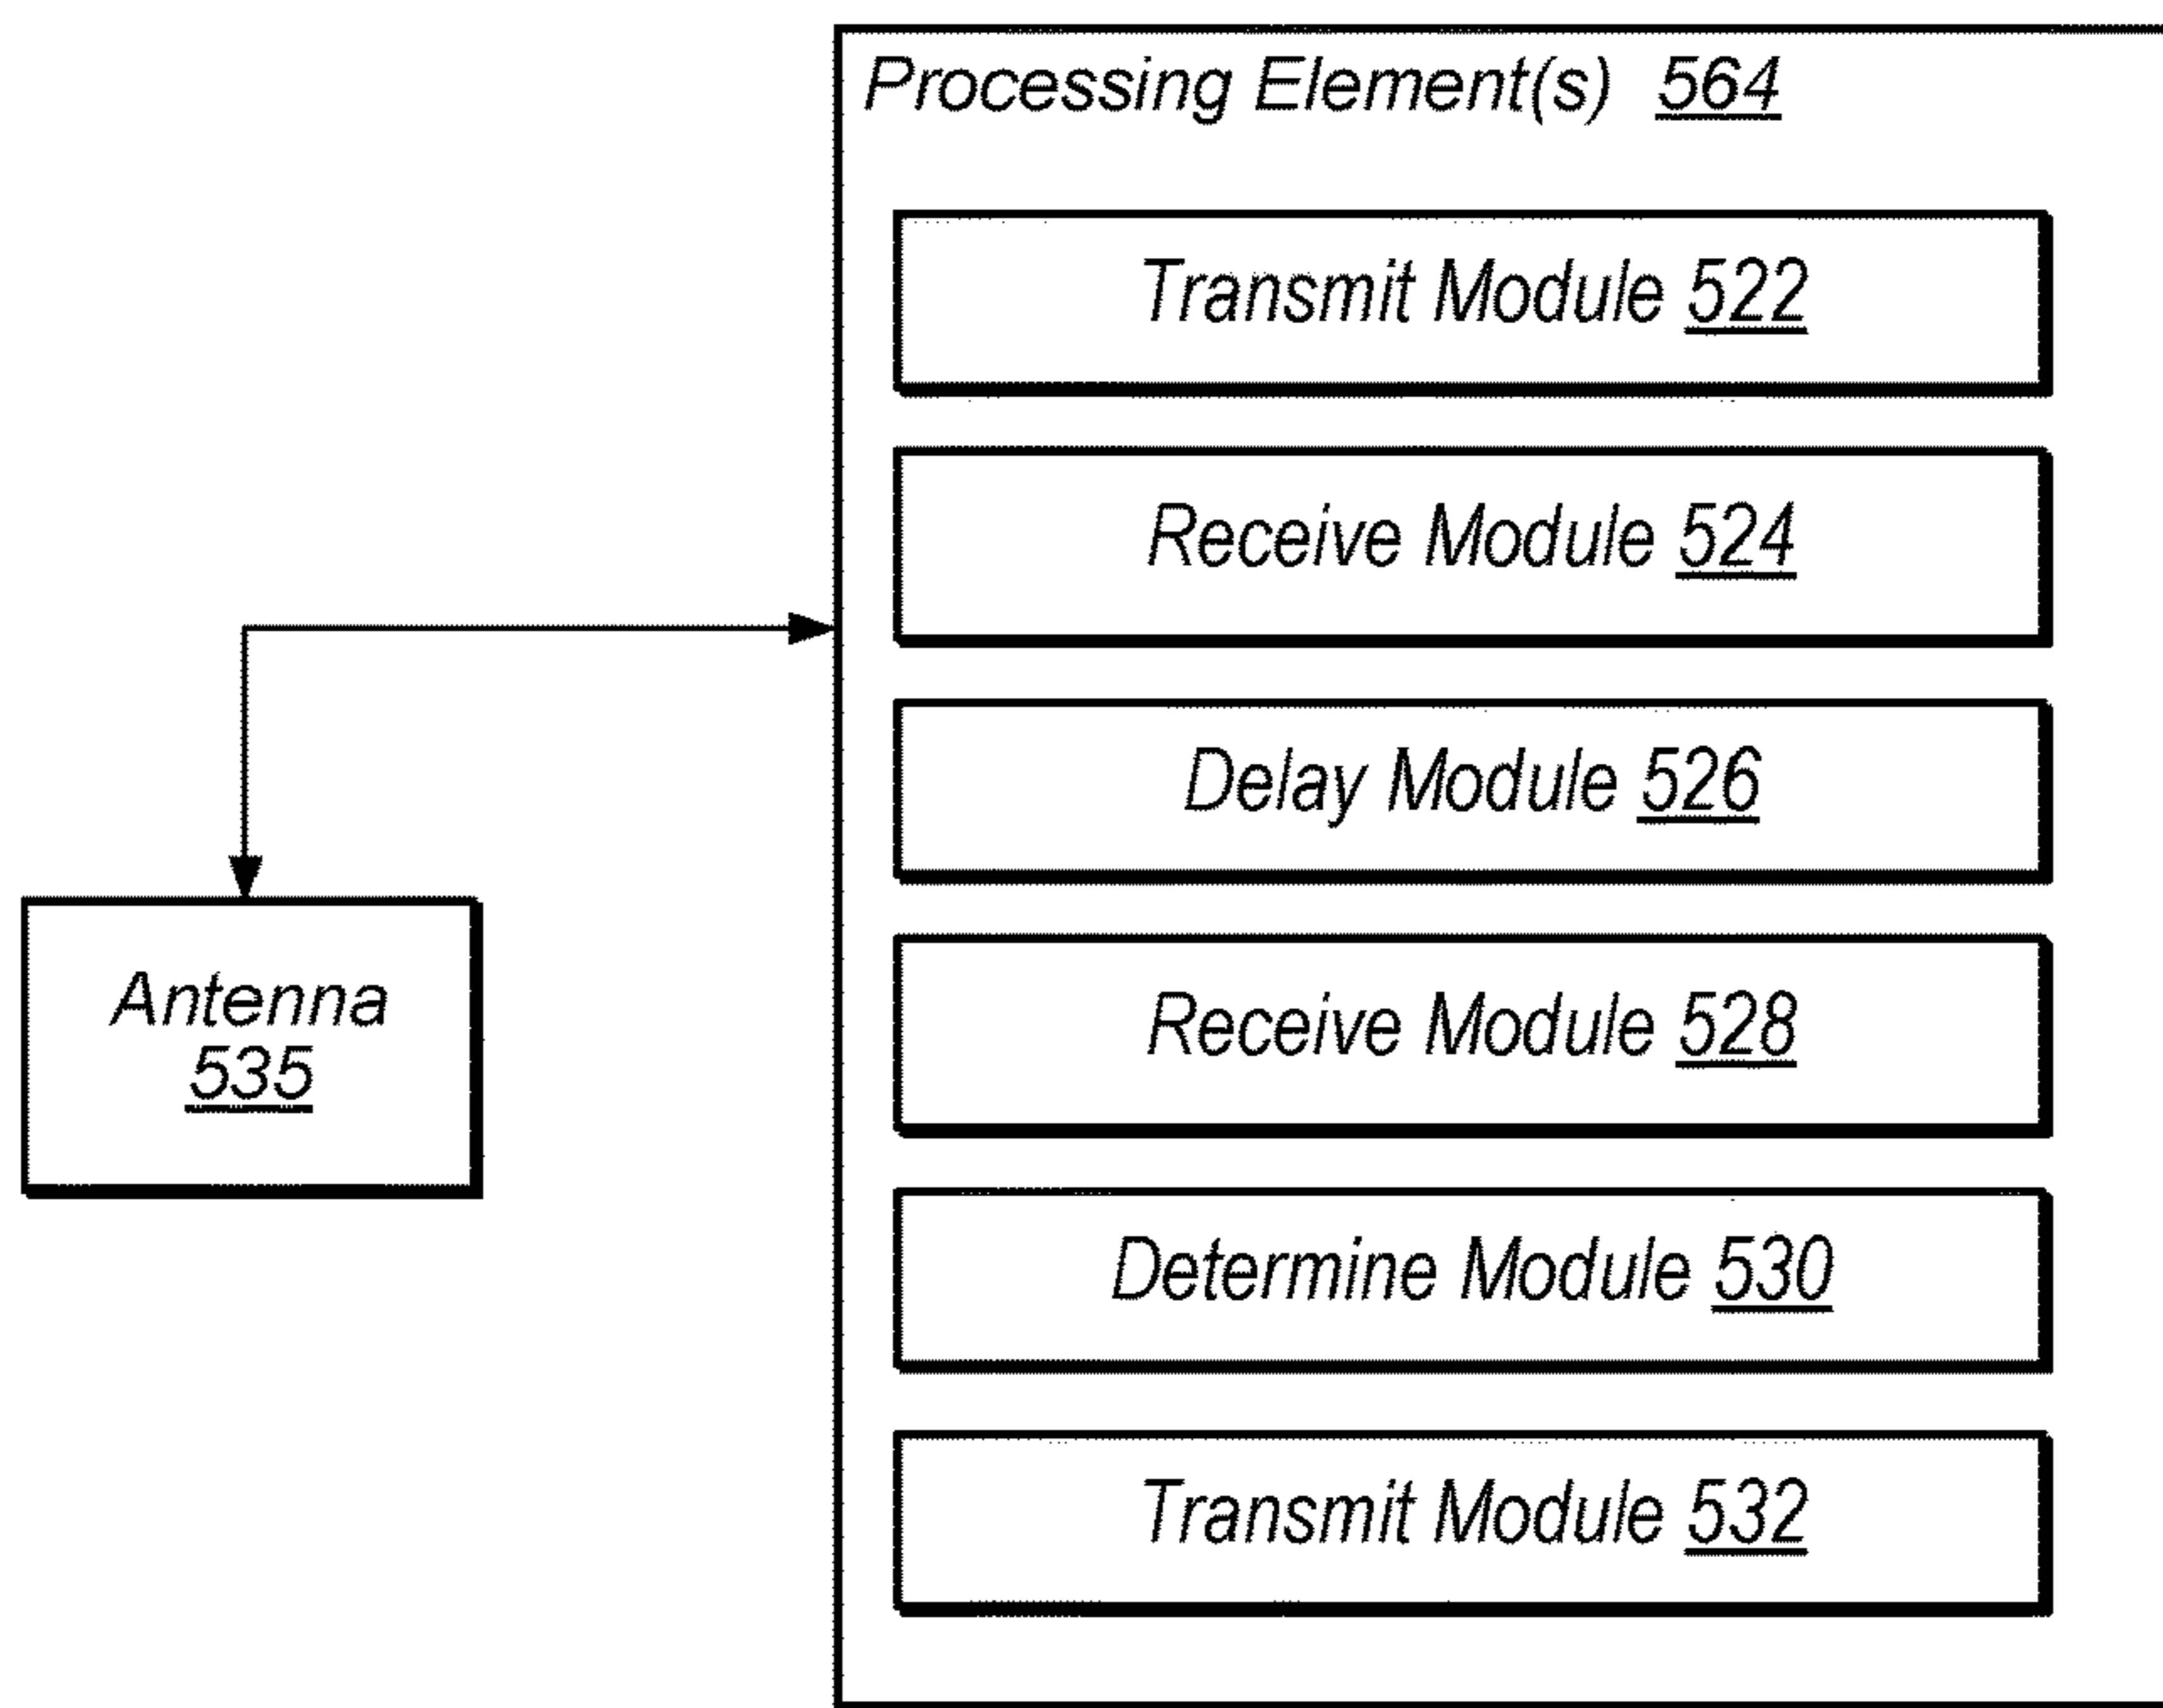 Processing Element(s) 564
Transmit Module 522
Receive Module 524
Delay Module 526
Receive Module 528
Determine Module 530
Transmit Module 532
Antenna
535